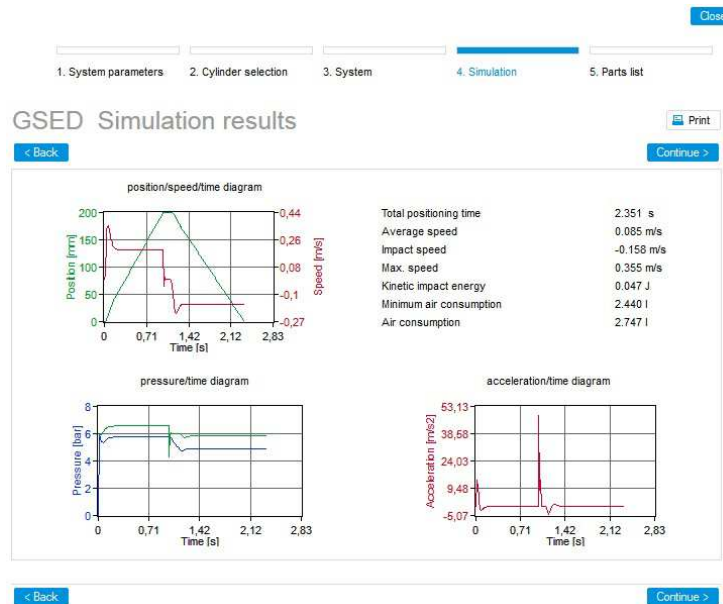 Close
1. System parameters 2. Cylinder selection 3. System 4. Simulation 5. Parts list
GSED Simulation results
Print
< Back Continue >
position/speed/time diagram
200
150
100
50
0
Position [mm]
0,44
0,26
0,08
-0,1
-0,27
Speed [m/s]
0 0,71 1,42 2,12 2,83
Time [s]
Total positioning time 2.351 s
Average speed 0.085 m/s
Impact speed -0.158 m/s
Max. speed 0.355 m/s
Kinetic impact energy 0.047 J
Minimum air consumption 2.440 l
Air consumption 2.747 l
pressure/time diagram
8
6
4
2
0
Pressure [bar]
0 0,71 1,42 2,12 2,83
Time [s]
acceleration/time diagram
53,13
38,58
24,03
9,48
-5,07
Acceleration [m/s2]
0 0,71 1,42 2,12 2,83
Time [s]
< Back Continue >